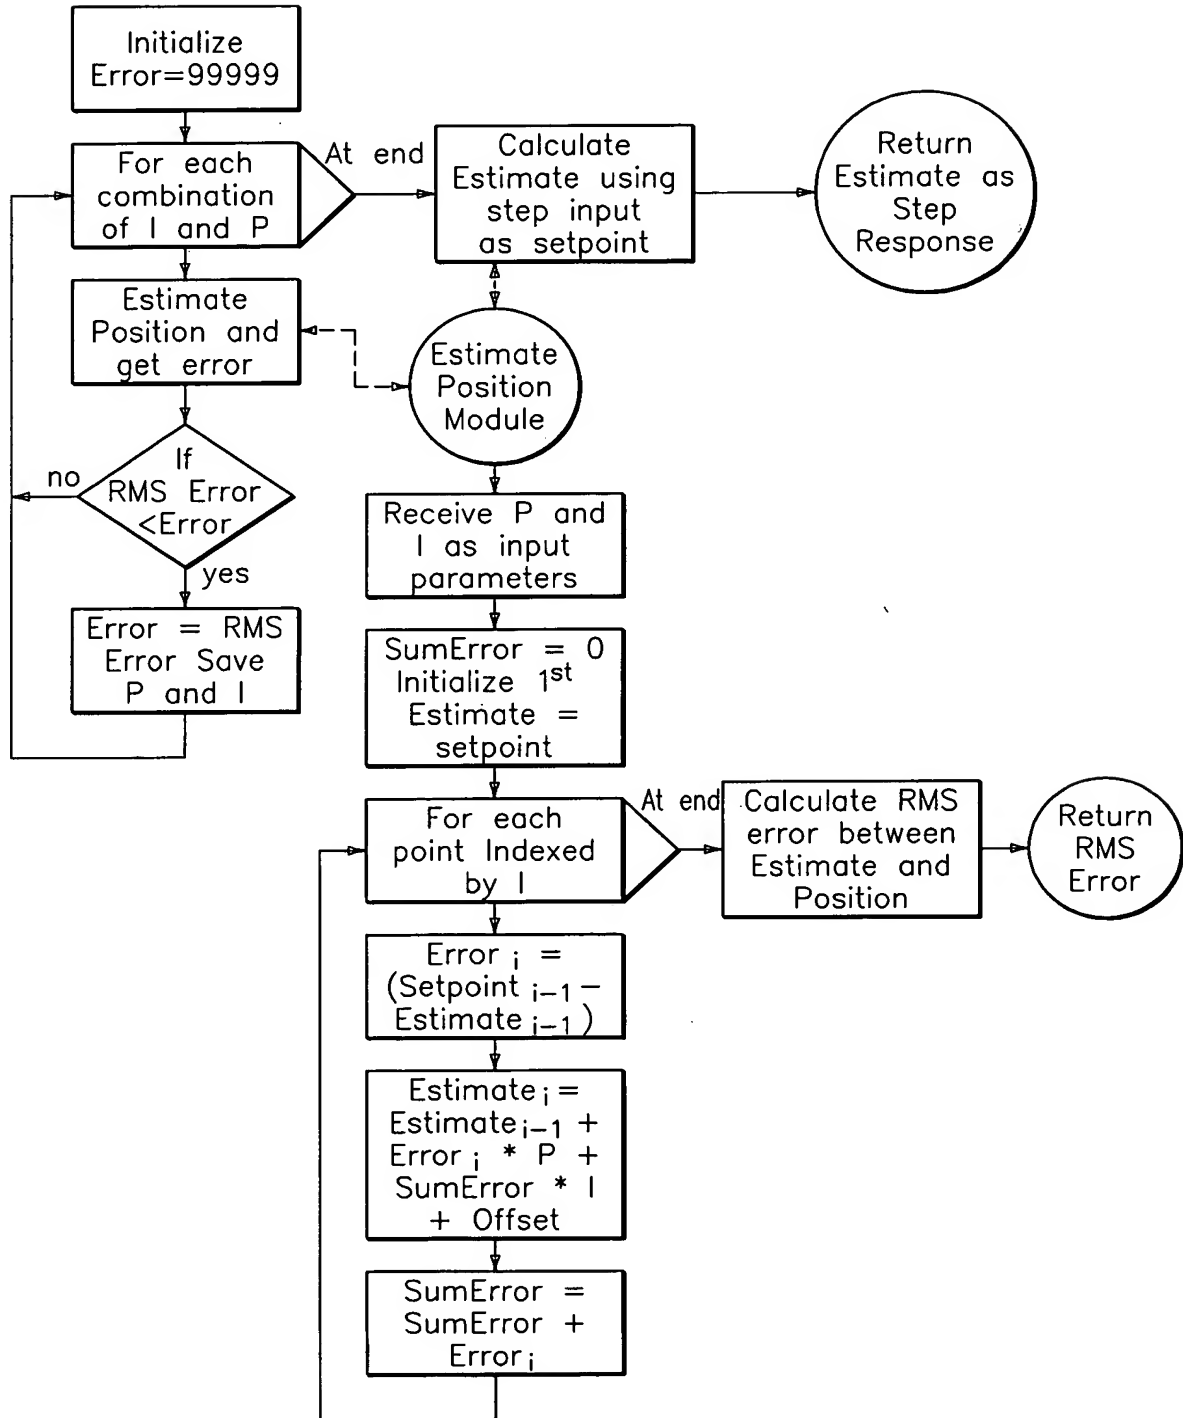 Initialize
Error=99999
For each
combination
of I and P
At end
Calculate
Estimate using
step input
as setpoint
Return
Estimate as
Step
Response
Estimate
Position and
get error
Estimate
Position
Module
If
RMS Error
<Error
no
yes
Error = RMS
Error Save
P and I
Receive P and
I as input
parameters
SumError = 0
Initialize 1st
Estimate =
setpoint
For each
point Indexed
by I
At end
Calculate RMS
error between
Estimate and
Position
Return
RMS
Error
Error i =
(Setpoint i-1 –
Estimate i-1 )
Estimate i =
Estimate i-1 +
Error i * P +
SumError * I
+ Offset
SumError =
SumError +
Error i